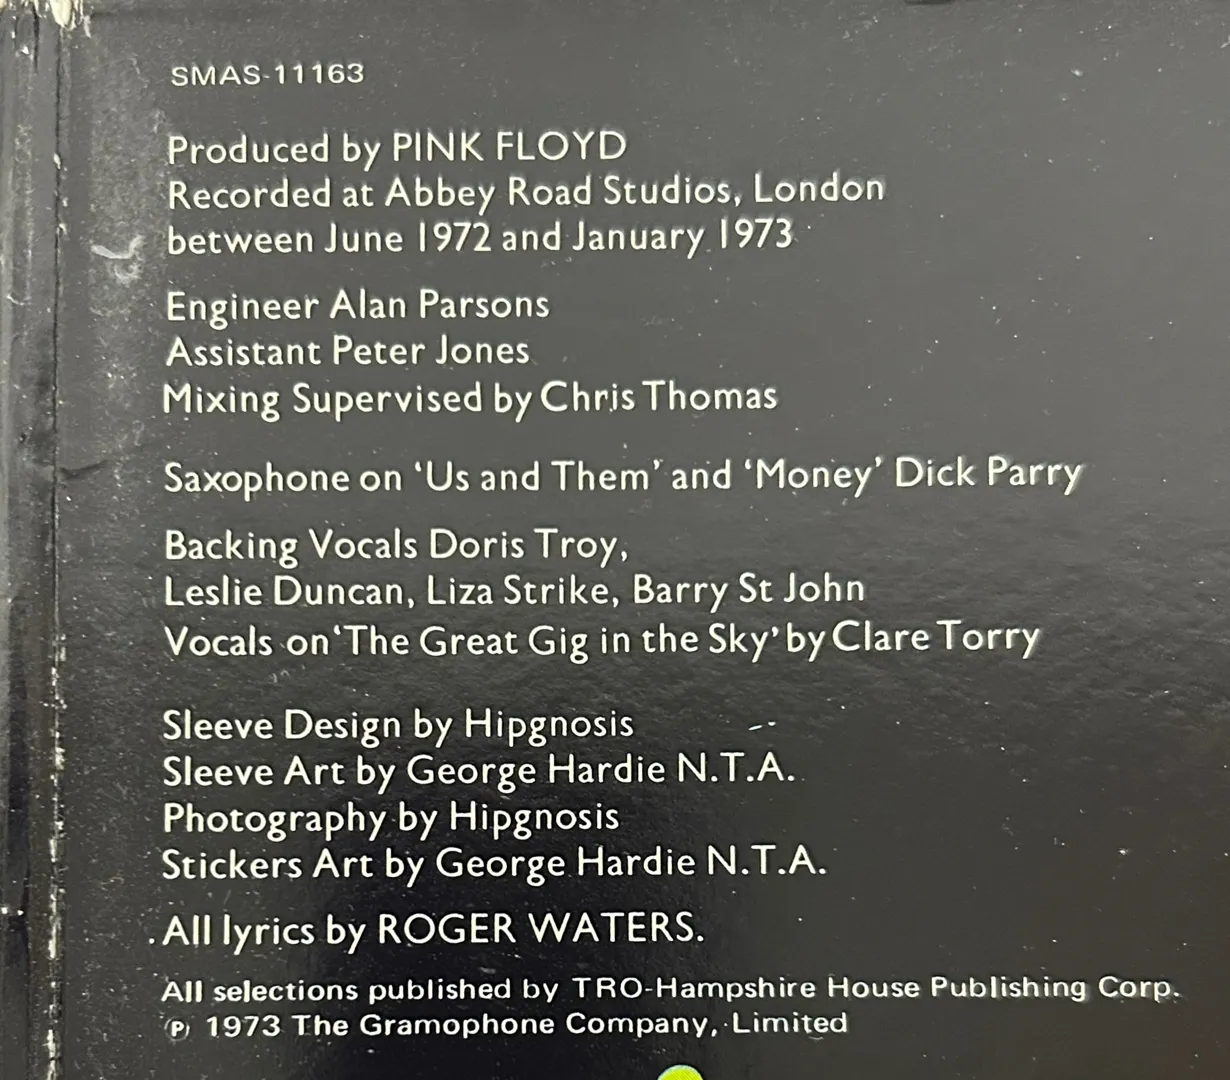 SMAS-11163
Produced by PINK FLOYD
Recorded at Abbey Road Studios, London
between June 1972 and January 1973
Engineer Alan Parsons
Assistant Peter Jones
Mixing Supervised by Chris Thomas
Saxophone on ‘Us and Them’ and ‘Money’ Dick Parry
Backing Vocals Doris Troy,
Leslie Duncan, Liza Strike, Barry St John
Vocals on ‘The Great Gig in the Sky’ by Clare Torry
Sleeve Design by Hipgnosis
Sleeve Art by George Hardie N.T.A.
Photography by Hipgnosis
Stickers Art by George Hardie N.T.A.
All lyrics by ROGER WATERS.
All selections published by TRO-Hampshire House Publishing Corp.
℗ 1973 The Gramophone Company, Limited